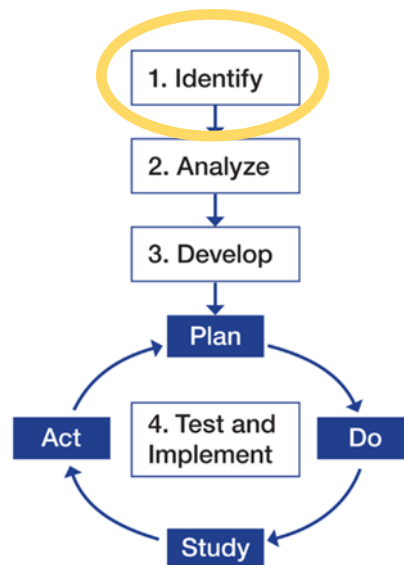 1. Identify
2. Analyze
3. Develop
Plan
Act
4. Test and
Implement
Do
Study